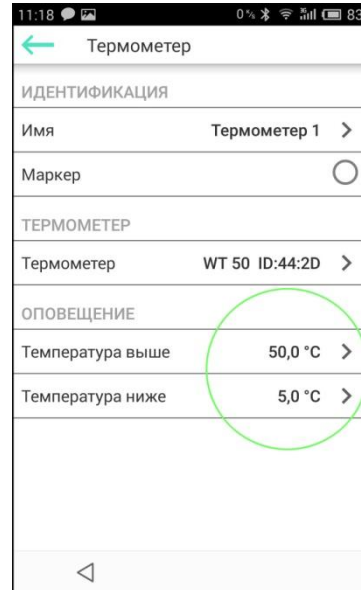 11:18 0% 83
Термометер
ИДЕНТИФИКАЦИЯ
Имя Термометер 1
Маркер
ТЕРМОМЕТЕР
Термометер WT 50 ID:44:2D
ОПОВЕЩЕНИЕ
Температура выше 50,0 °C
Температура ниже 5,0 °C